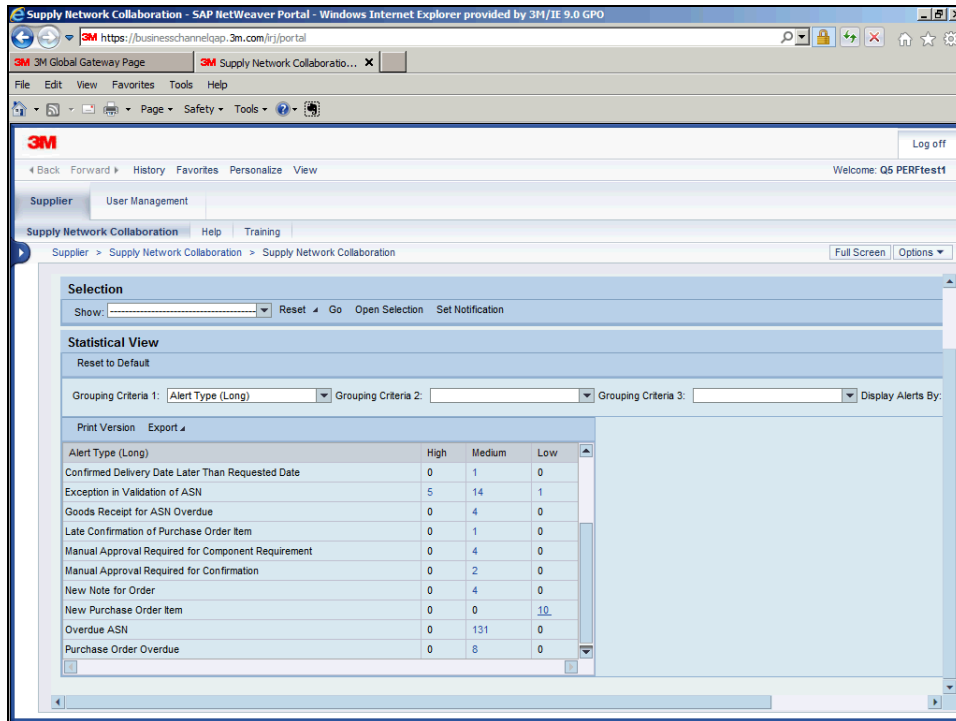 Supply Network Collaboration - SAP NetWeaver Portal - Windows Internet Explorer provided by 3M/IE 9.0 GPO
3M https://businesschannelqap.3m.com/irj/portal
3M 3M Global Gateway Page 3M Supply Network Collaboratio... X
File Edit View Favorites Tools Help
Page Safety Tools
3M Log off
Back Forward History Favorites Personalize View Welcome: Q5 PERFtest1
Supplier User Management
Supply Network Collaboration Help Training
Supplier > Supply Network Collaboration > Supply Network Collaboration Full Screen Options
Selection
Show: ---------------------------------------- Reset Go Open Selection Set Notification
Statistical View
Reset to Default
Grouping Criteria 1: Alert Type (Long) Grouping Criteria 2: Grouping Criteria 3: Display Alerts By:
Print Version Export
Alert Type (Long) High Medium Low
Confirmed Delivery Date Later Than Requested Date 0 1 0
Exception in Validation of ASN 5 14 1
Goods Receipt for ASN Overdue 0 4 0
Late Confirmation of Purchase Order Item 0 1 0
Manual Approval Required for Component Requirement 0 4 0
Manual Approval Required for Confirmation 0 2 0
New Note for Order 0 4 0
New Purchase Order Item 0 0 10
Overdue ASN 0 131 0
Purchase Order Overdue 0 8 0